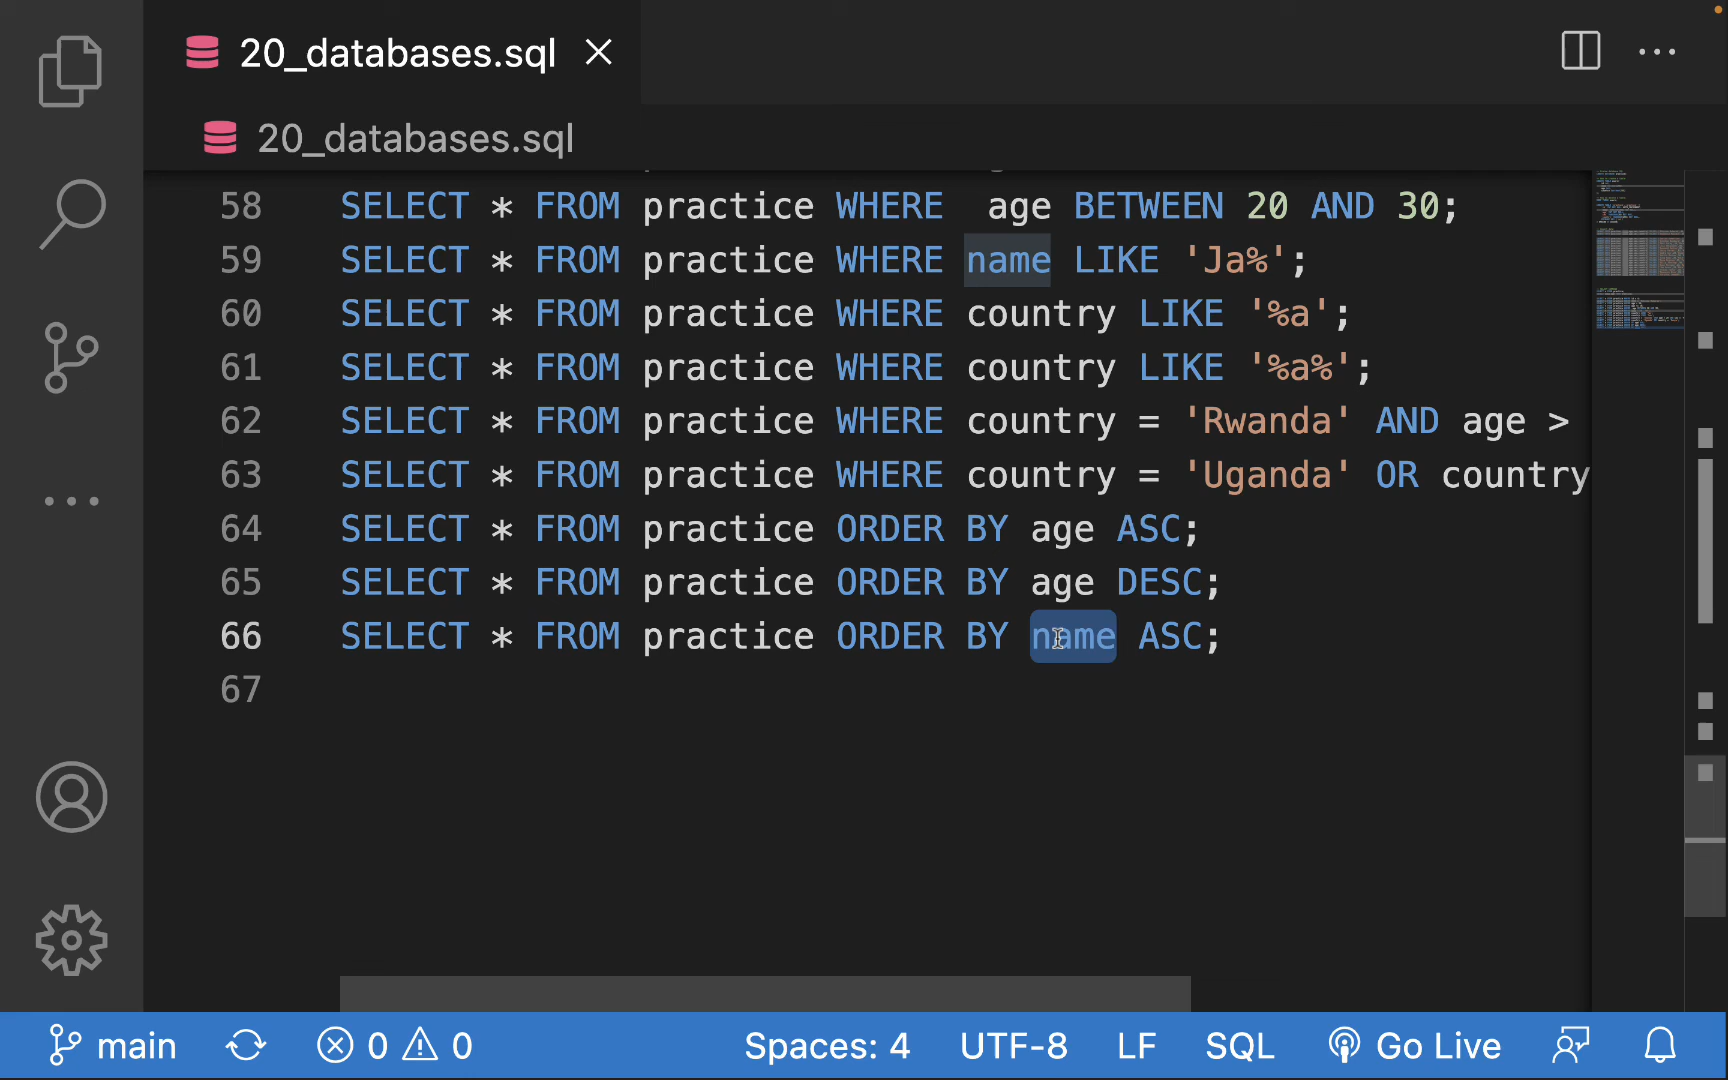 20_databases.sql
20_databases.sql
58 SELECT * FROM practice WHERE  age BETWEEN 20 AND 30;
59 SELECT * FROM practice WHERE name LIKE 'Ja%';
60 SELECT * FROM practice WHERE country LIKE '%a';
61 SELECT * FROM practice WHERE country LIKE '%a%';
62 SELECT * FROM practice WHERE country = 'Rwanda' AND age >
63 SELECT * FROM practice WHERE country = 'Uganda' OR country
64 SELECT * FROM practice ORDER BY age ASC;
65 SELECT * FROM practice ORDER BY age DESC;
66 SELECT * FROM practice ORDER BY name ASC;
67
main 0 0 Spaces: 4 UTF-8 LF SQL Go Live